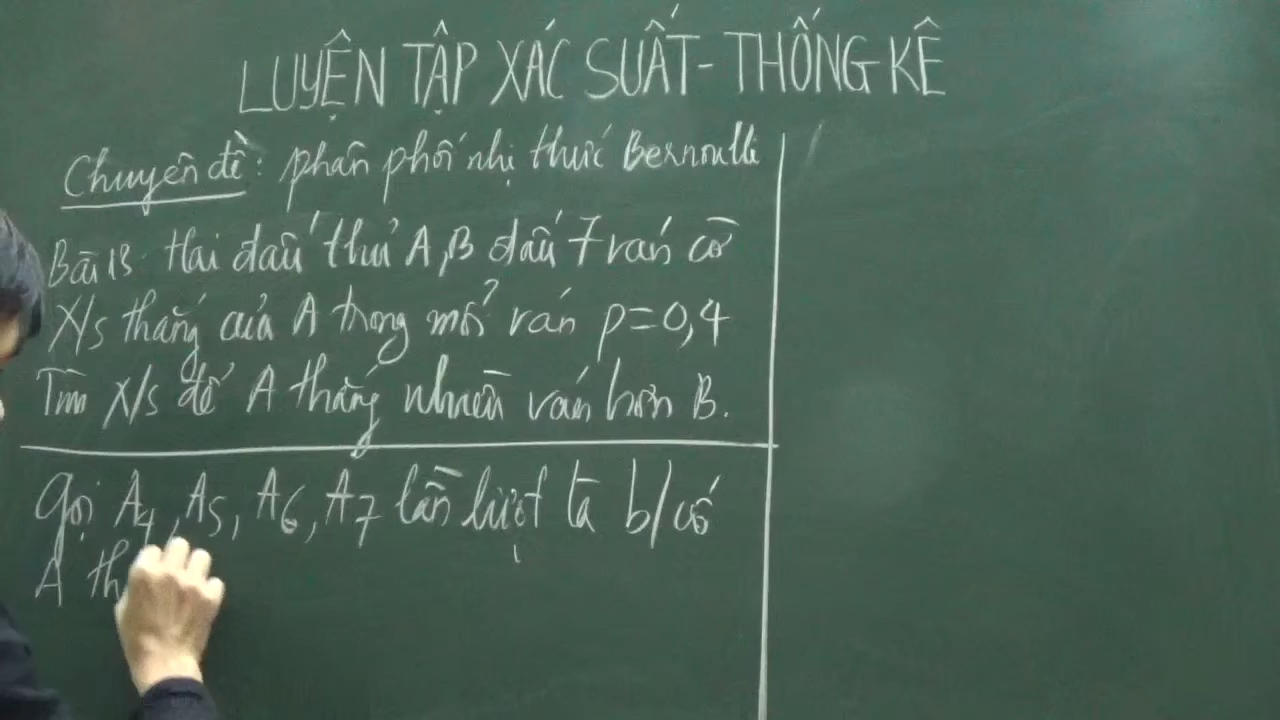 LUYỆN TẬP XÁC SUẤT - THỐNG KÊ
Chuyên đề: phân phối nhị thức Bernoulli
Bài 13. Hai đấu thủ A, B đấu 7 ván cờ
X/s thắng của A trong mỗi ván p=0,4
Tìm X/s để A thắng nhiều ván hơn B.
Gọi A4, A5, A6, A7 lần lượt là b/cố
A th